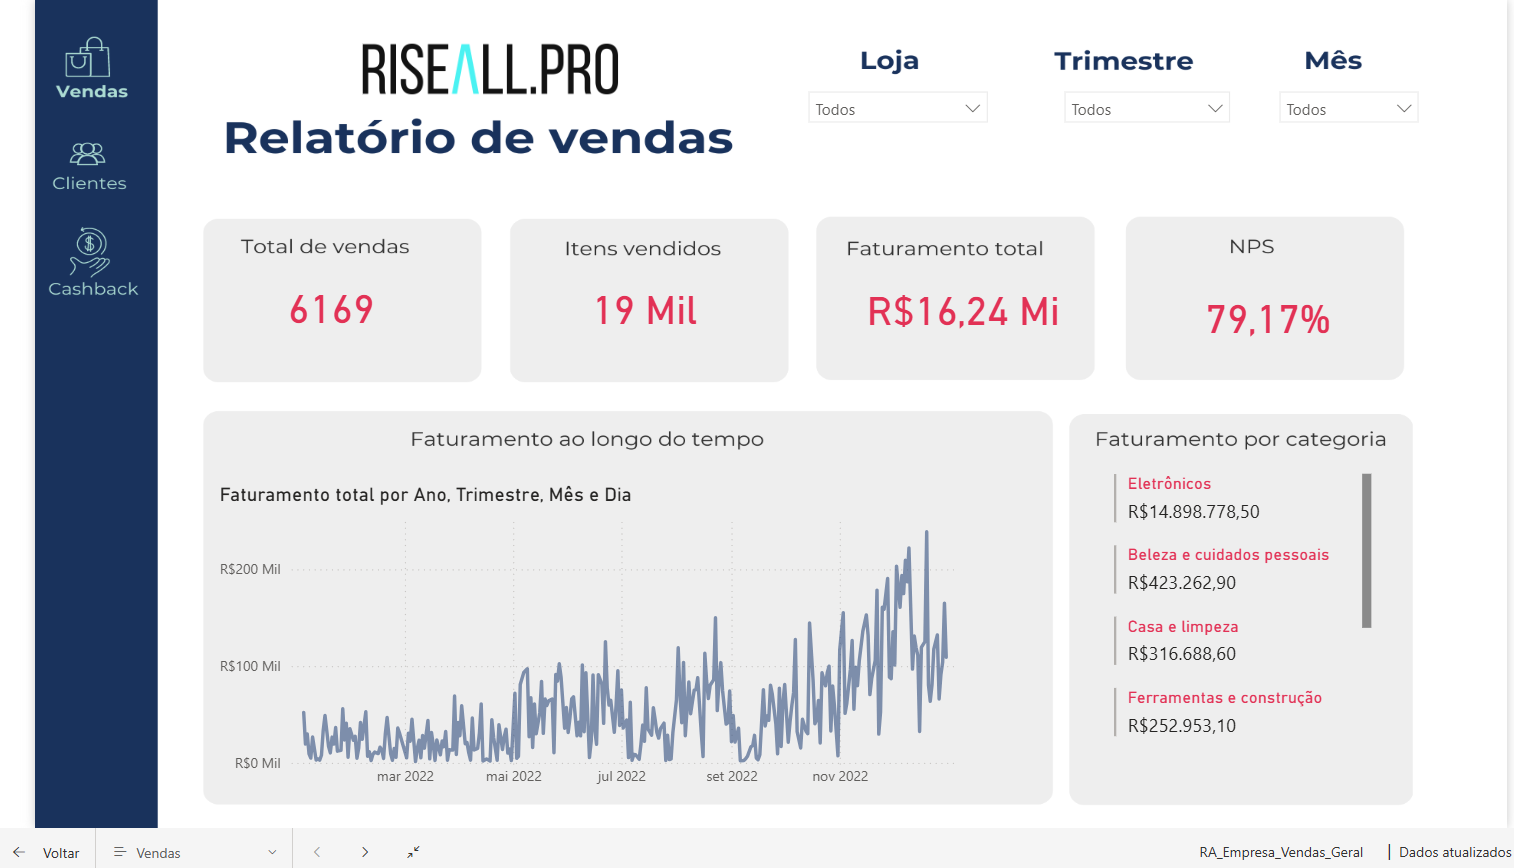 Vendas
Clientes
Cashback
RISEALL.PRO
Relatório de vendas
Loja
Todos
Trimestre
Todos
Mês
Todos
Total de vendas
6169
Itens vendidos
19 Mil
Faturamento total
R$16,24 Mi
NPS
79,17%
Faturamento ao longo do tempo
Faturamento total por Ano, Trimestre, Mês e Dia
R$200 Mil
R$100 Mil
R$0 Mil
mar 2022
mai 2022
jul 2022
set 2022
nov 2022
Faturamento por categoria
Eletrônicos
R$14.898.778,50
Beleza e cuidados pessoais
R$423.262,90
Casa e limpeza
R$316.688,60
Ferramentas e construção
R$252.953,10
Voltar
Vendas
RA_Empresa_Vendas_Geral
Dados atualizados